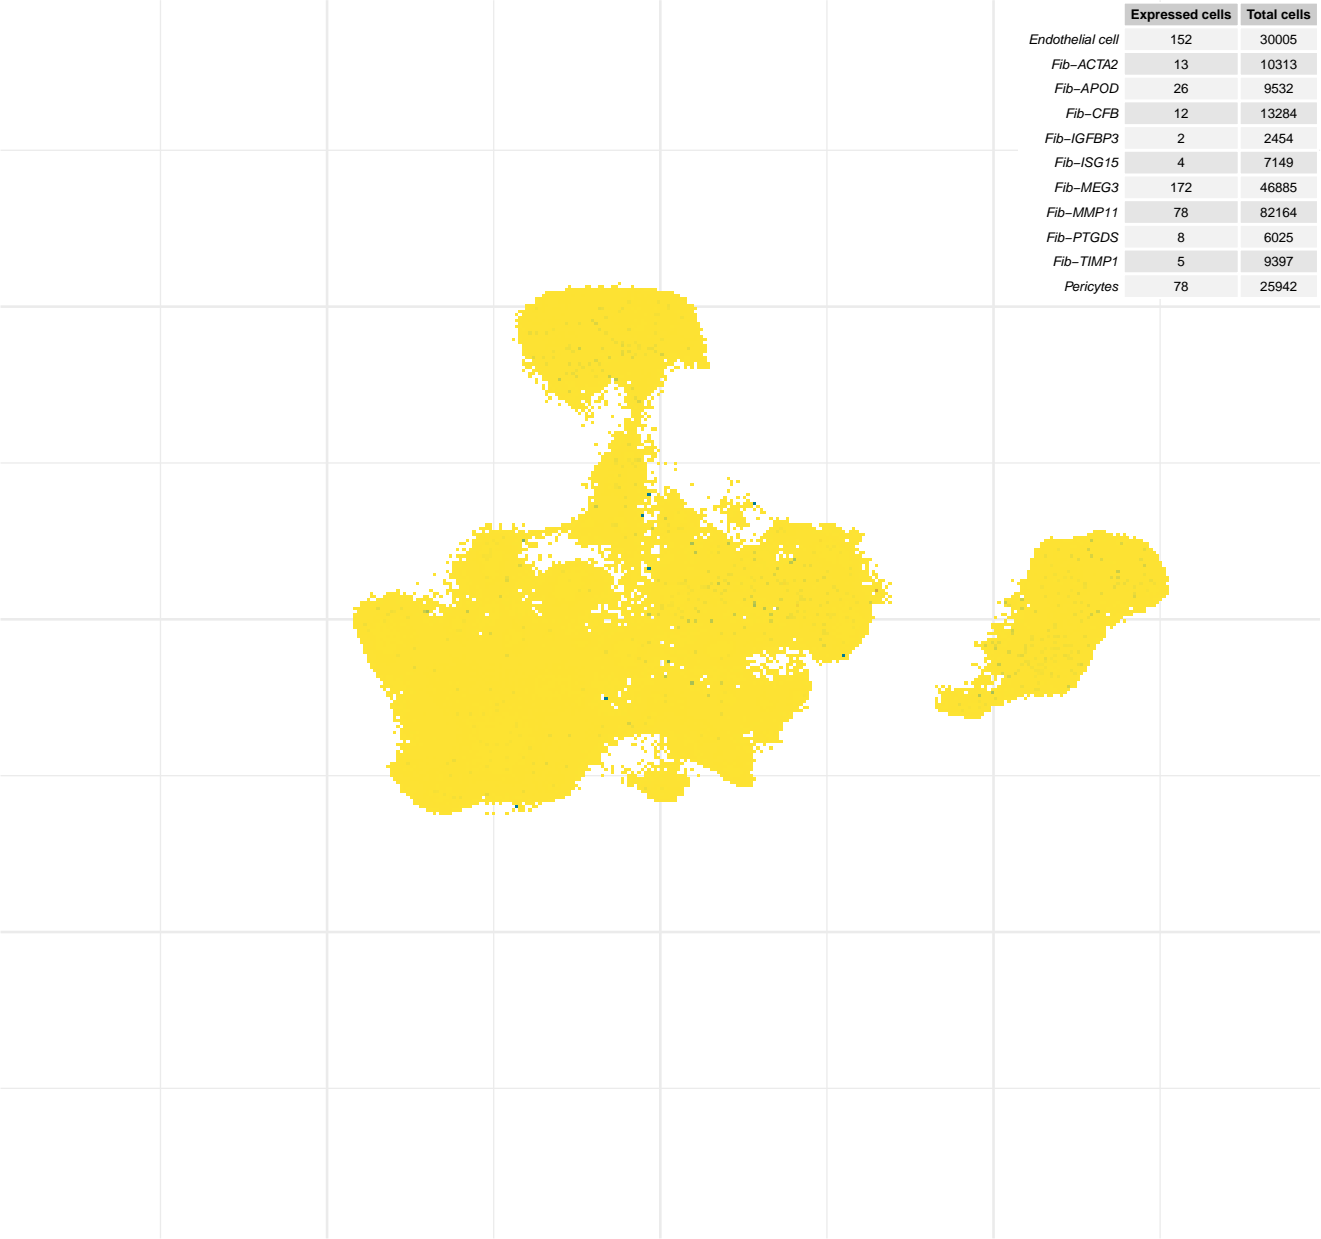 Expressed cells Total cells
Endothelial cell 152 30005
Fib−ACTA2 13 10313
Fib−APOD 26 9532
Fib−CFB 12 13284
Fib−IGFBP3 2 2454
Fib−ISG15 4 7149
Fib−MEG3 172 46885
Fib−MMP11 78 82164
Fib−PTGDS 8 6025
Fib−TIMP1 5 9397
Pericytes 78 25942